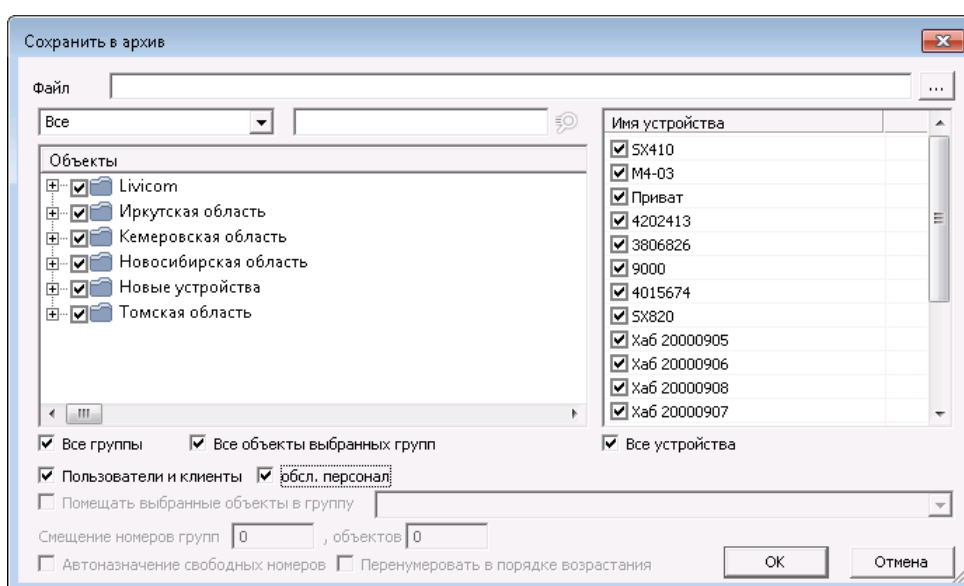 Сохранить в архив
Файл
...
Все
Объекты
Livicom
Иркутская область
Кемеровская область
Новосибирская область
Новые устройства
Томская область
Имя устройства
SX410
М4-03
Приват
4202413
3806826
9000
4015674
SX820
Хаб 20000905
Хаб 20000906
Хаб 20000908
Хаб 20000907
Все группы Все объекты выбранных групп
Все устройства
Пользователи и клиенты обсл. персонал
Помещать выбранные объекты в группу
Смещение номеров групп 0 , объектов 0
Автоназначение свободных номеров Перенумеровать в порядке возрастания
ОК Отмена